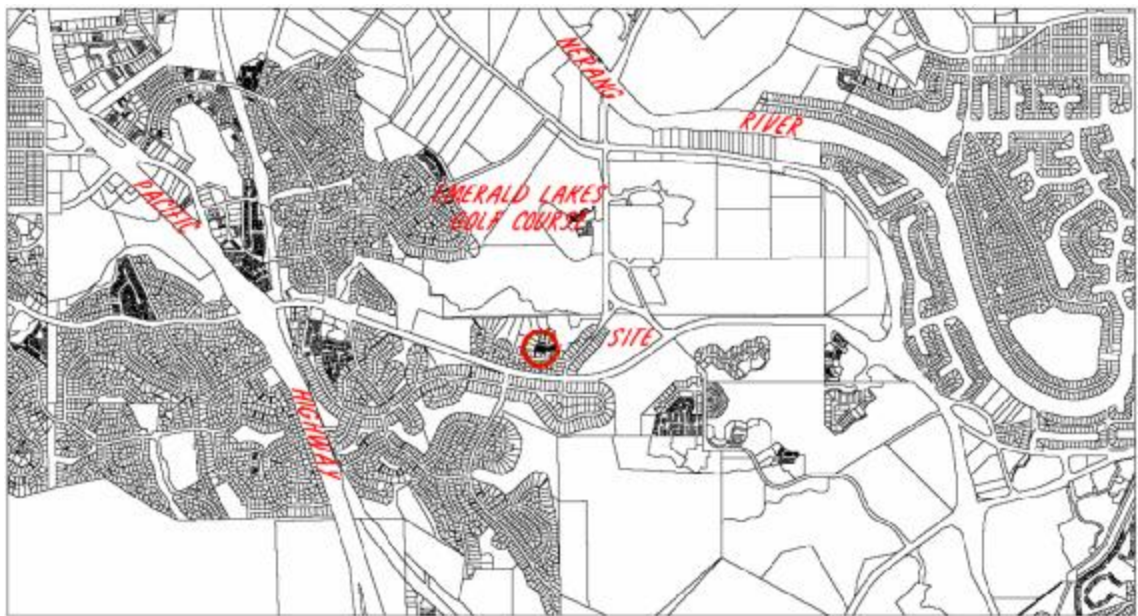 NERANG
RIVER
PACIFIC
EMERALD LAKES
GOLF COURSE
SITE
HIGHWAY